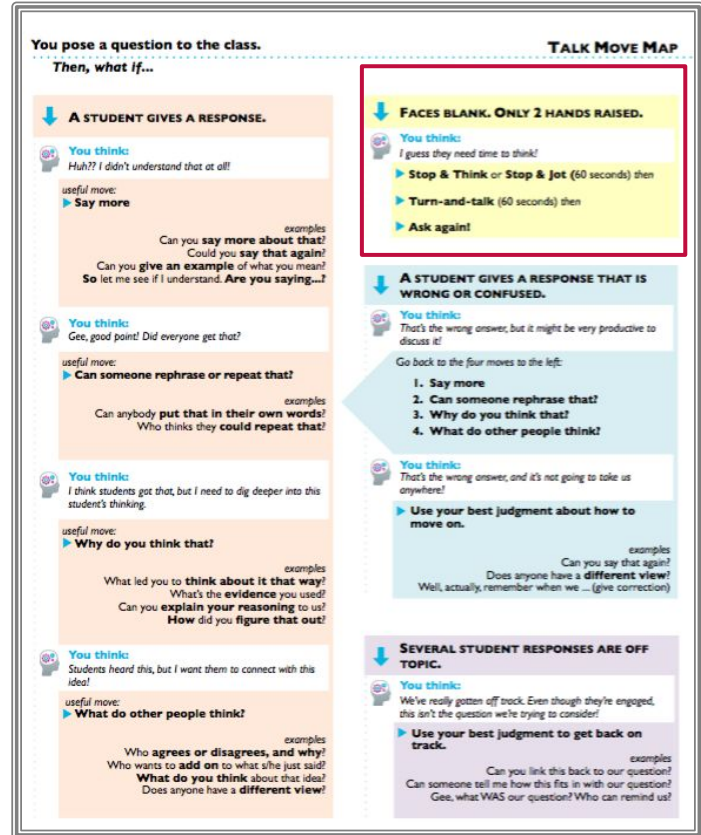 You pose a question to the class.
TALK MOVE MAP
Then, what if...
A STUDENT GIVES A RESPONSE.
You think:
Huh?? I didn't understand that at all!
useful move:
Say more
examples
Can you say more about that?
Could you say that again?
Can you give an example of what you mean?
So let me see if I understand. Are you saying...?
You think:
Gee, good point! Did everyone get that?
useful move:
Can someone rephrase or repeat that?
examples
Can anybody put that in their own words?
Who thinks they could repeat that?
You think:
I think students got that, but I need to dig deeper into this
student's thinking.
useful move:
Why do you think that?
examples
What led you to think about it that way?
What's the evidence you used?
Can you explain your reasoning to us?
How did you figure that out?
You think:
Students heard this, but I want them to connect with this
idea!
useful move:
What do other people think?
examples
Who agrees or disagrees, and why?
Who wants to add on to what s/he just said?
What do you think about that idea?
Does anyone have a different view?
FACES BLANK. ONLY 2 HANDS RAISED.
You think:
I guess they need time to think!
Stop & Think or Stop & Jot (60 seconds) then
Turn-and-talk (60 seconds) then
Ask again!
A STUDENT GIVES A RESPONSE THAT IS
WRONG OR CONFUSED.
You think:
That's the wrong answer, but it might be very productive to
discuss it!
Go back to the four moves to the left:
1. Say more
2. Can someone rephrase that?
3. Why do you think that?
4. What do other people think?
You think:
That's the wrong answer, and it's not going to take us
anywhere!
Use your best judgment about how to
move on.
examples
Can you say that again?
Does anyone have a different view?
Well, actually, remember when we ... (give correction)
SEVERAL STUDENT RESPONSES ARE OFF
TOPIC.
You think:
We've really gotten off track. Even though they're engaged,
this isn't the question we're trying to consider!
Use your best judgment to get back on
track.
examples
Can you link this back to our question?
Can someone tell me how this fits in with our question?
Gee, what WAS our question? Who can remind us?